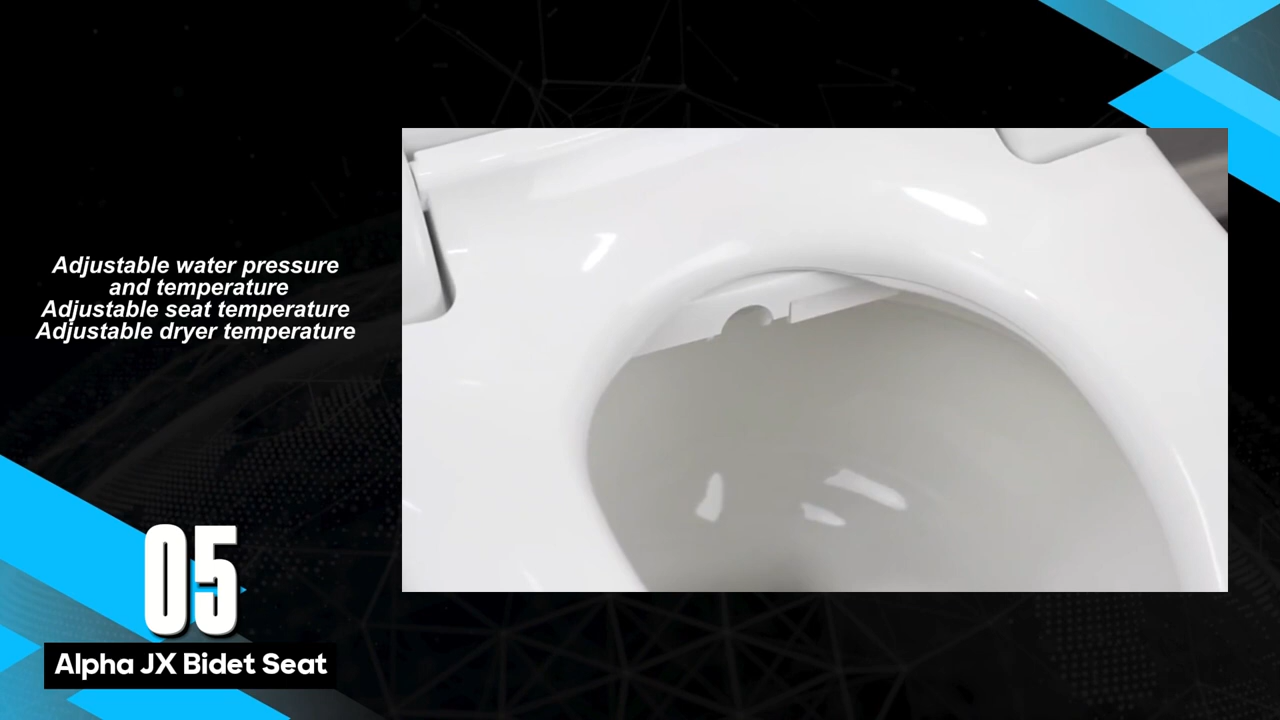 Adjustable water pressure
and temperature
Adjustable seat temperature
Adjustable dryer temperature
05
Alpha JX Bidet Seat